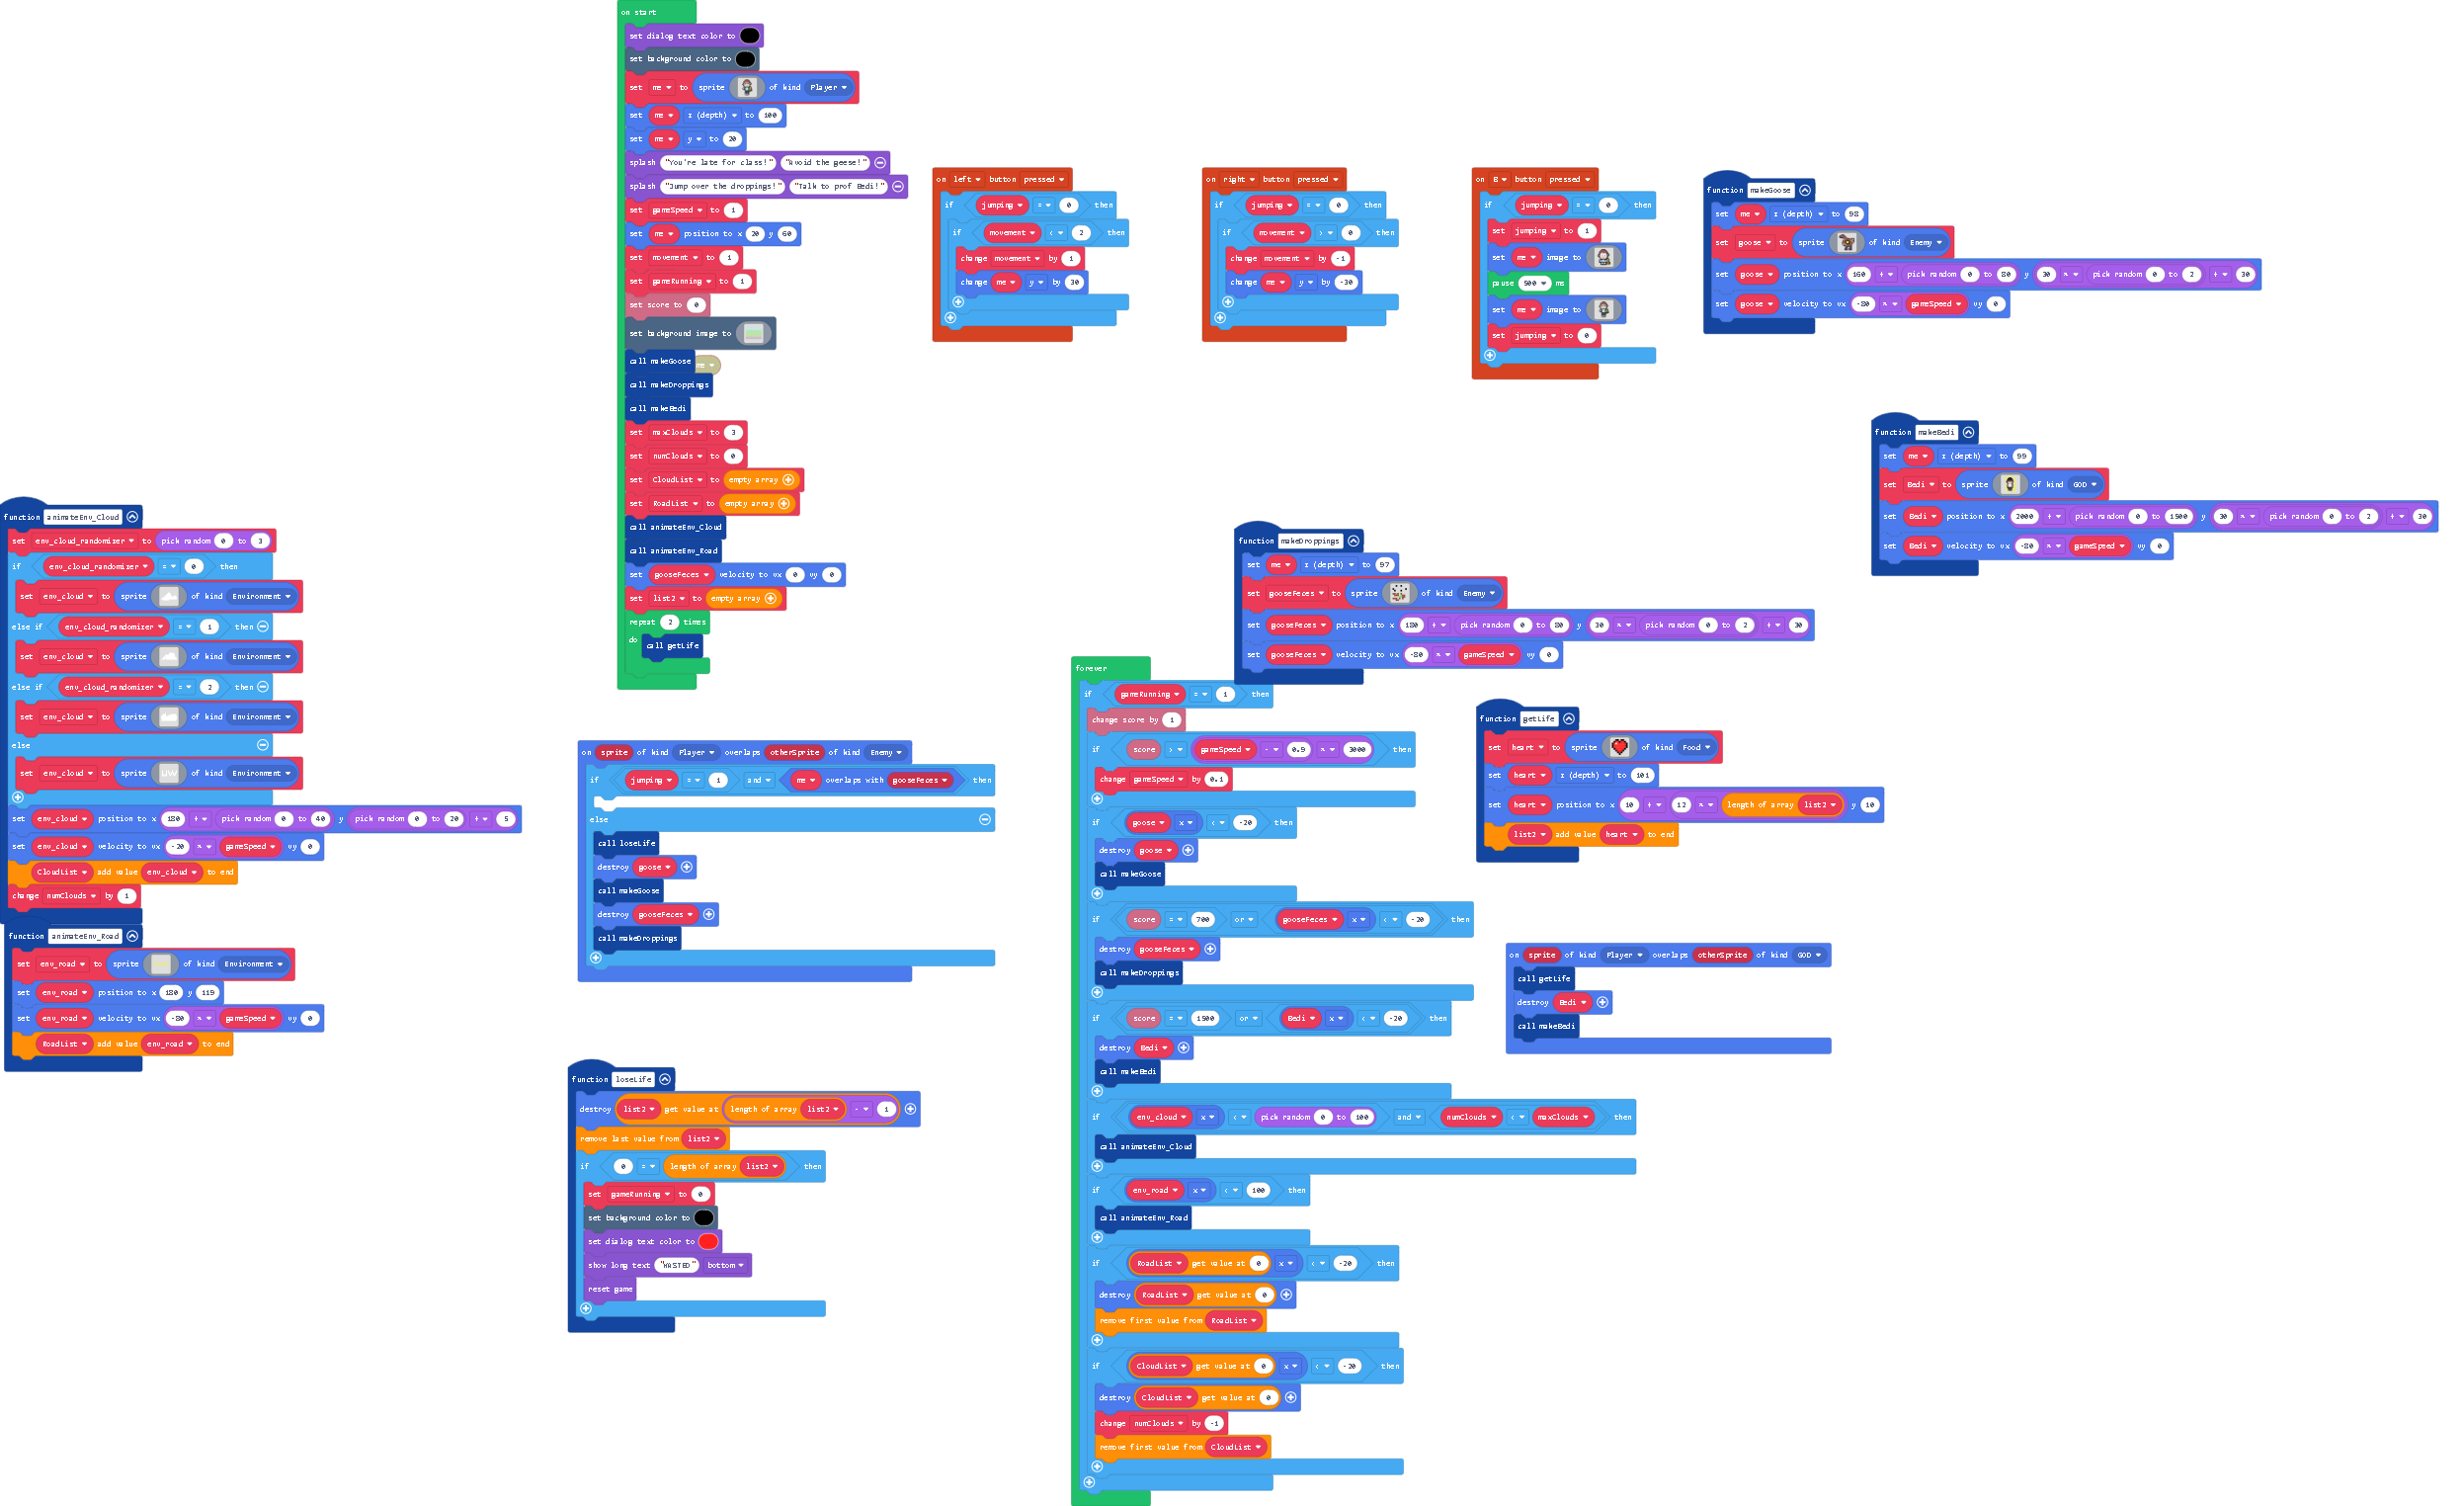 on start
set dialog text color to
set background color to
set me to sprite of kind Player
set me z (depth) to 100
set me y to 20
splash "You're late for class!" "Avoid the geese!"
splash "Jump over the droppings!" "Talk to prof Bedi!"
set gameSpeed to 1
set me position to x 20 y 60
set movement to 1
set gameRunning to 1
set score to 0
set background image to
call makeGoose
call makeDroppings
call makeBedi
set maxClouds to 3
set numClouds to 0
set CloudList to empty array
set RoadList to empty array
call animateEnv_Cloud
call animateEnv_Road
set gooseFeces velocity to vx 0 vy 0
set list2 to empty array
repeat 2 times
do
call getLife
on left button pressed
if jumping = 0 then
if movement < 2 then
change movement by 1
change me y by 30
on right button pressed
if jumping = 0 then
if movement > 0 then
change movement by -1
change me y by -30
on B button pressed
if jumping = 0 then
set jumping to 1
set me image to
pause 500 ms
set me image to
set jumping to 0
function makeGoose
set me z (depth) to 98
set goose to sprite of kind Enemy
set goose position to x 160 + pick random 0 to 80 y 30 × pick random 0 to 2 + 30
set goose velocity to vx -80 × gameSpeed vy 0
function makeBedi
set me z (depth) to 99
set Bedi to sprite of kind GOD
set Bedi position to x 2000 + pick random 0 to 1500 y 30 × pick random 0 to 2 + 30
set Bedi velocity to vx -80 × gameSpeed vy 0
function animateEnv_Cloud
set env_cloud_randomizer to pick random 0 to 3
if env_cloud_randomizer = 0 then
set env_cloud to sprite of kind Environment
else if env_cloud_randomizer = 1 then
set env_cloud to sprite of kind Environment
else if env_cloud_randomizer = 2 then
set env_cloud to sprite of kind Environment
else
set env_cloud to sprite of kind Environment
set env_cloud position to x 180 + pick random 0 to 40 y pick random 0 to 20 + 5
set env_cloud velocity to vx -20 × gameSpeed vy 0
CloudList add value env_cloud to end
change numClouds by 1
function animateEnv_Road
set env_road to sprite of kind Environment
set env_road position to x 180 y 119
set env_road velocity to vx -80 × gameSpeed vy 0
RoadList add value env_road to end
function makeDroppings
set me z (depth) to 97
set gooseFeces to sprite of kind Enemy
set gooseFeces position to x 180 + pick random 0 to 80 y 30 × pick random 0 to 2 + 30
set gooseFeces velocity to vx -80 × gameSpeed vy 0
on sprite of kind Player overlaps otherSprite of kind Enemy
if jumping = 1 and me overlaps with gooseFeces then
else
call loseLife
destroy goose
call makeGoose
destroy gooseFeces
call makeDroppings
function loseLife
destroy list2 get value at length of array list2 - 1
remove last value from list2
if 0 = length of array list2 then
set gameRunning to 0
set background color to
set dialog text color to
show long text "WASTED" bottom
reset game
forever
if gameRunning = 1 then
change score by 1
if score > gameSpeed - 0.9 × 3000 then
change gameSpeed by 0.1
if goose x < -20 then
destroy goose
call makeGoose
if score = 700 or gooseFeces x < -20 then
destroy gooseFeces
call makeDroppings
if score = 1500 or Bedi x < -20 then
destroy Bedi
call makeBedi
if env_cloud x < pick random 0 to 100 and numClouds < maxClouds then
call animateEnv_Cloud
if env_road x < 100 then
call animateEnv_Road
if RoadList get value at 0 x < -20 then
destroy RoadList get value at 0
remove first value from RoadList
if CloudList get value at 0 x < -20 then
destroy CloudList get value at 0
change numClouds by -1
remove first value from CloudList
function getLife
set heart to sprite of kind Food
set heart z (depth) to 101
set heart position to x 10 + 12 × length of array list2 y 10
list2 add value heart to end
on sprite of kind Player overlaps otherSprite of kind GOD
call getLife
destroy Bedi
call makeBedi